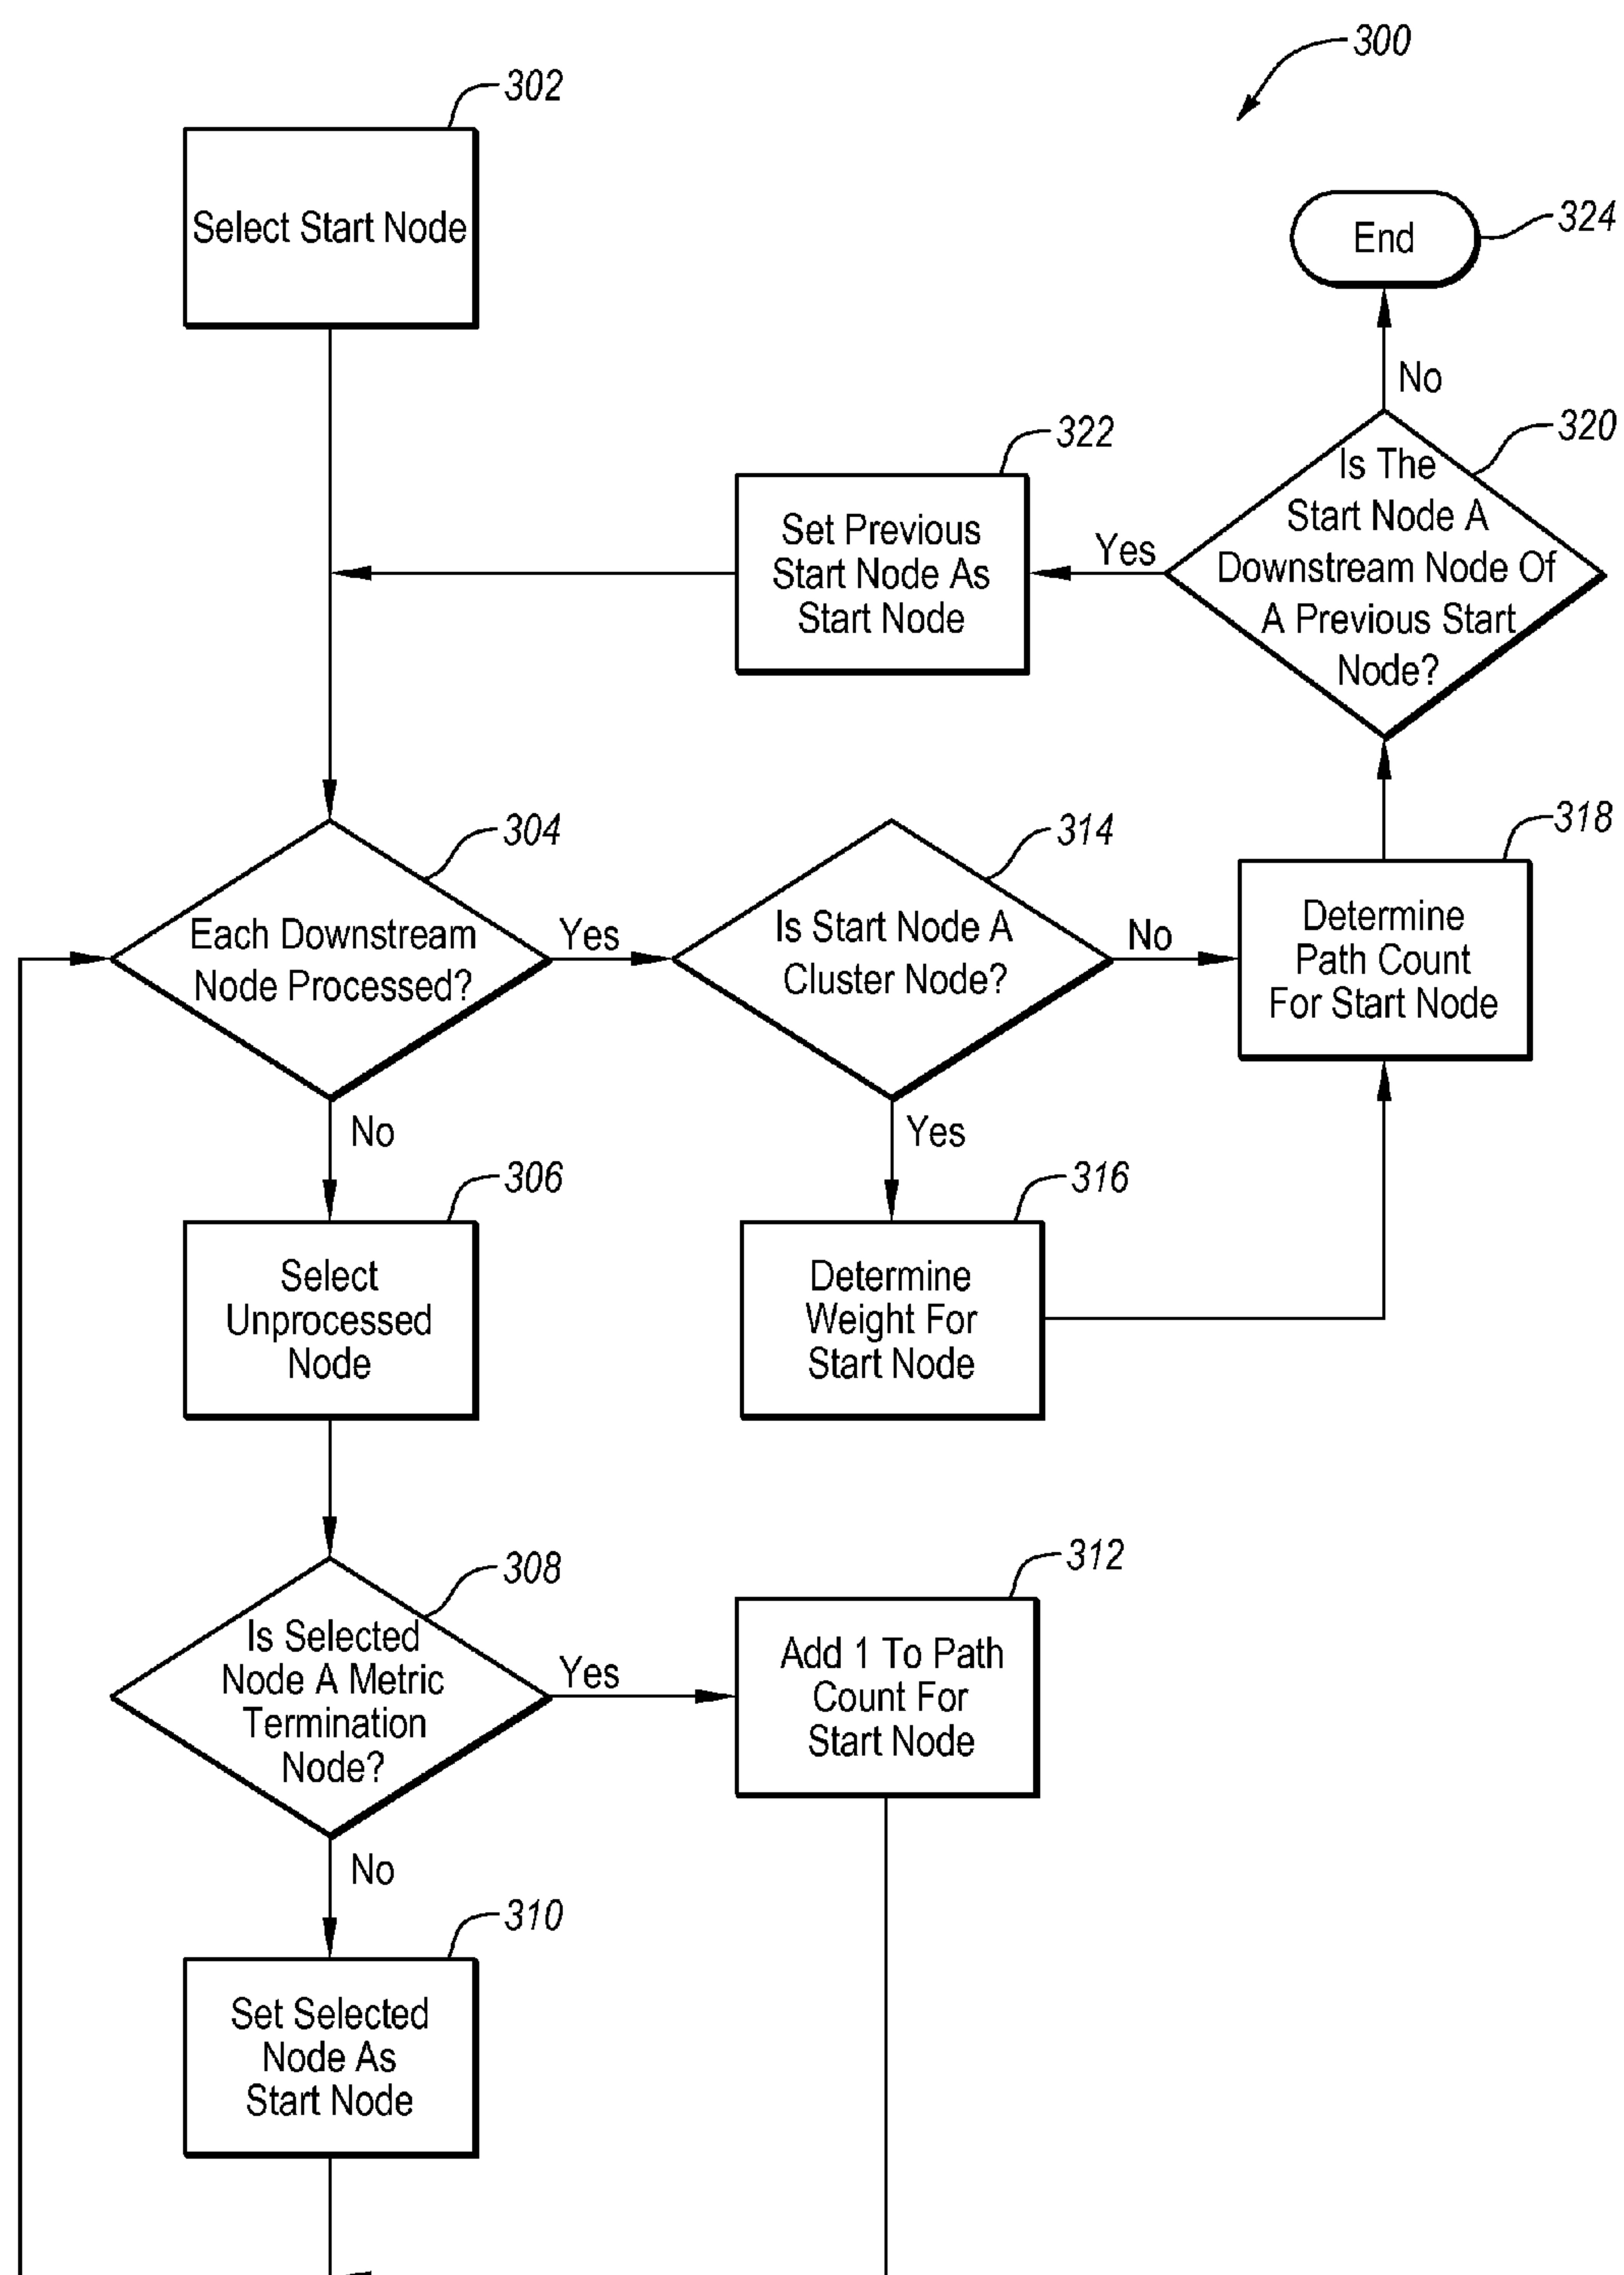 300
302
Select Start Node
324
End
No
320
Is The
Start Node A
Downstream Node Of
A Previous Start
Node?
Yes
322
Set Previous
Start Node As
Start Node
304
Each Downstream
Node Processed?
Yes
314
Is Start Node A
Cluster Node?
No
318
Determine
Path Count
For Start Node
No
Yes
306
Select
Unprocessed
Node
316
Determine
Weight For
Start Node
308
Is Selected
Node A Metric
Termination
Node?
Yes
312
Add 1 To Path
Count For
Start Node
No
310
Set Selected
Node As
Start Node